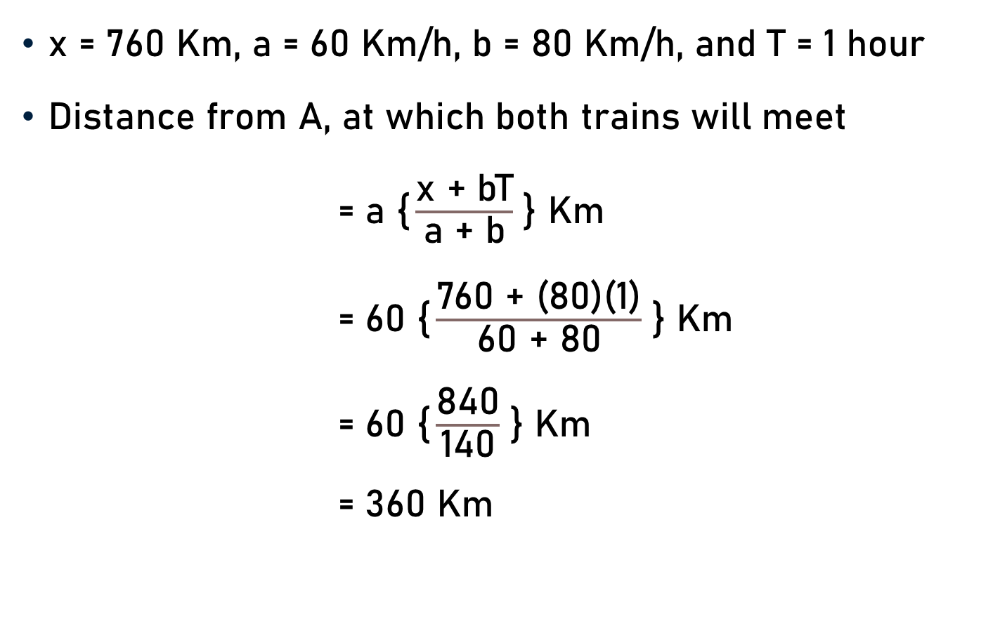 • x = 760 Km, a = 60 Km/h, b = 80 Km/h, and T = 1 hour
• Distance from A, at which both trains will meet
= a {(x + bT)/(a + b)} Km
= 60 {(760 + (80)(1))/(60 + 80)} Km
= 60 {840/140} Km
= 360 Km